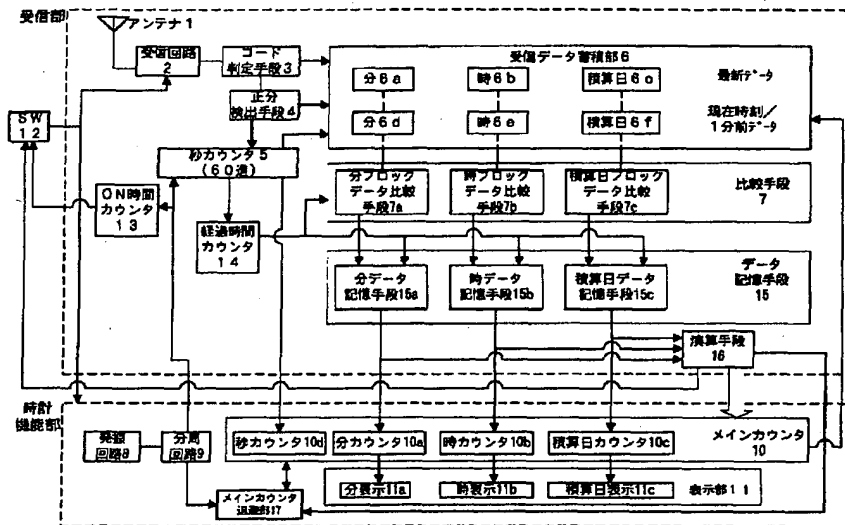 受信部
アンテナ1
受信回路
2
コード
判定手段3
正分
検出手段4
受信データ蓄積部6
分6a
時6b
積算日6c
最新データ
分6d
時6e
積算日6f
現在時刻/
1分前データ
SW
12
秒カウンタ5
(60進)
ON時間
カウンタ
13
経過時間
カウンタ
14
分ブロック
データ比較
手段7a
時ブロック
データ比較
手段7b
積算日ブロック
データ比較
手段7c
比較手段
7
分データ
記憶手段15a
時データ
記憶手段15b
積算日データ
記憶手段15c
データ
記憶手段
15
演算手段
16
時計
機能部
発振
回路8
分周
回路9
秒カウンタ10d
分カウンタ10a
時カウンタ10b
積算日カウンタ10c
メインカウンタ
10
メインカウンタ
退避部17
分表示11a
時表示11b
積算日表示11c
表示部11